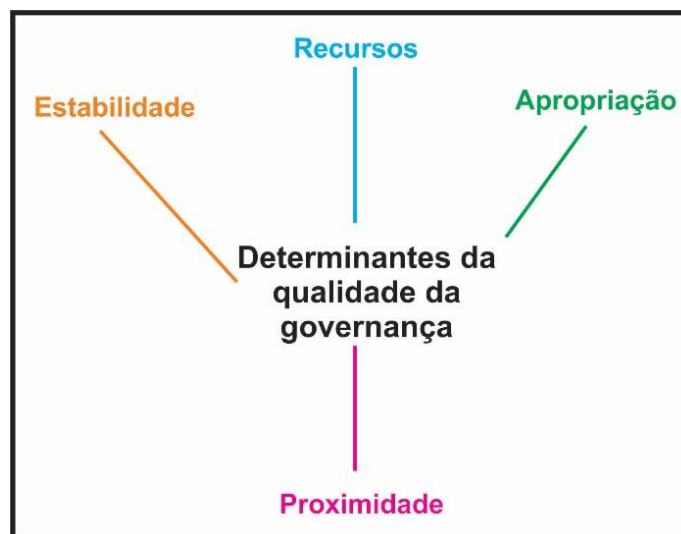 Recursos
Estabilidade
Apropriação
Determinantes da
qualidade da
governança
Proximidade